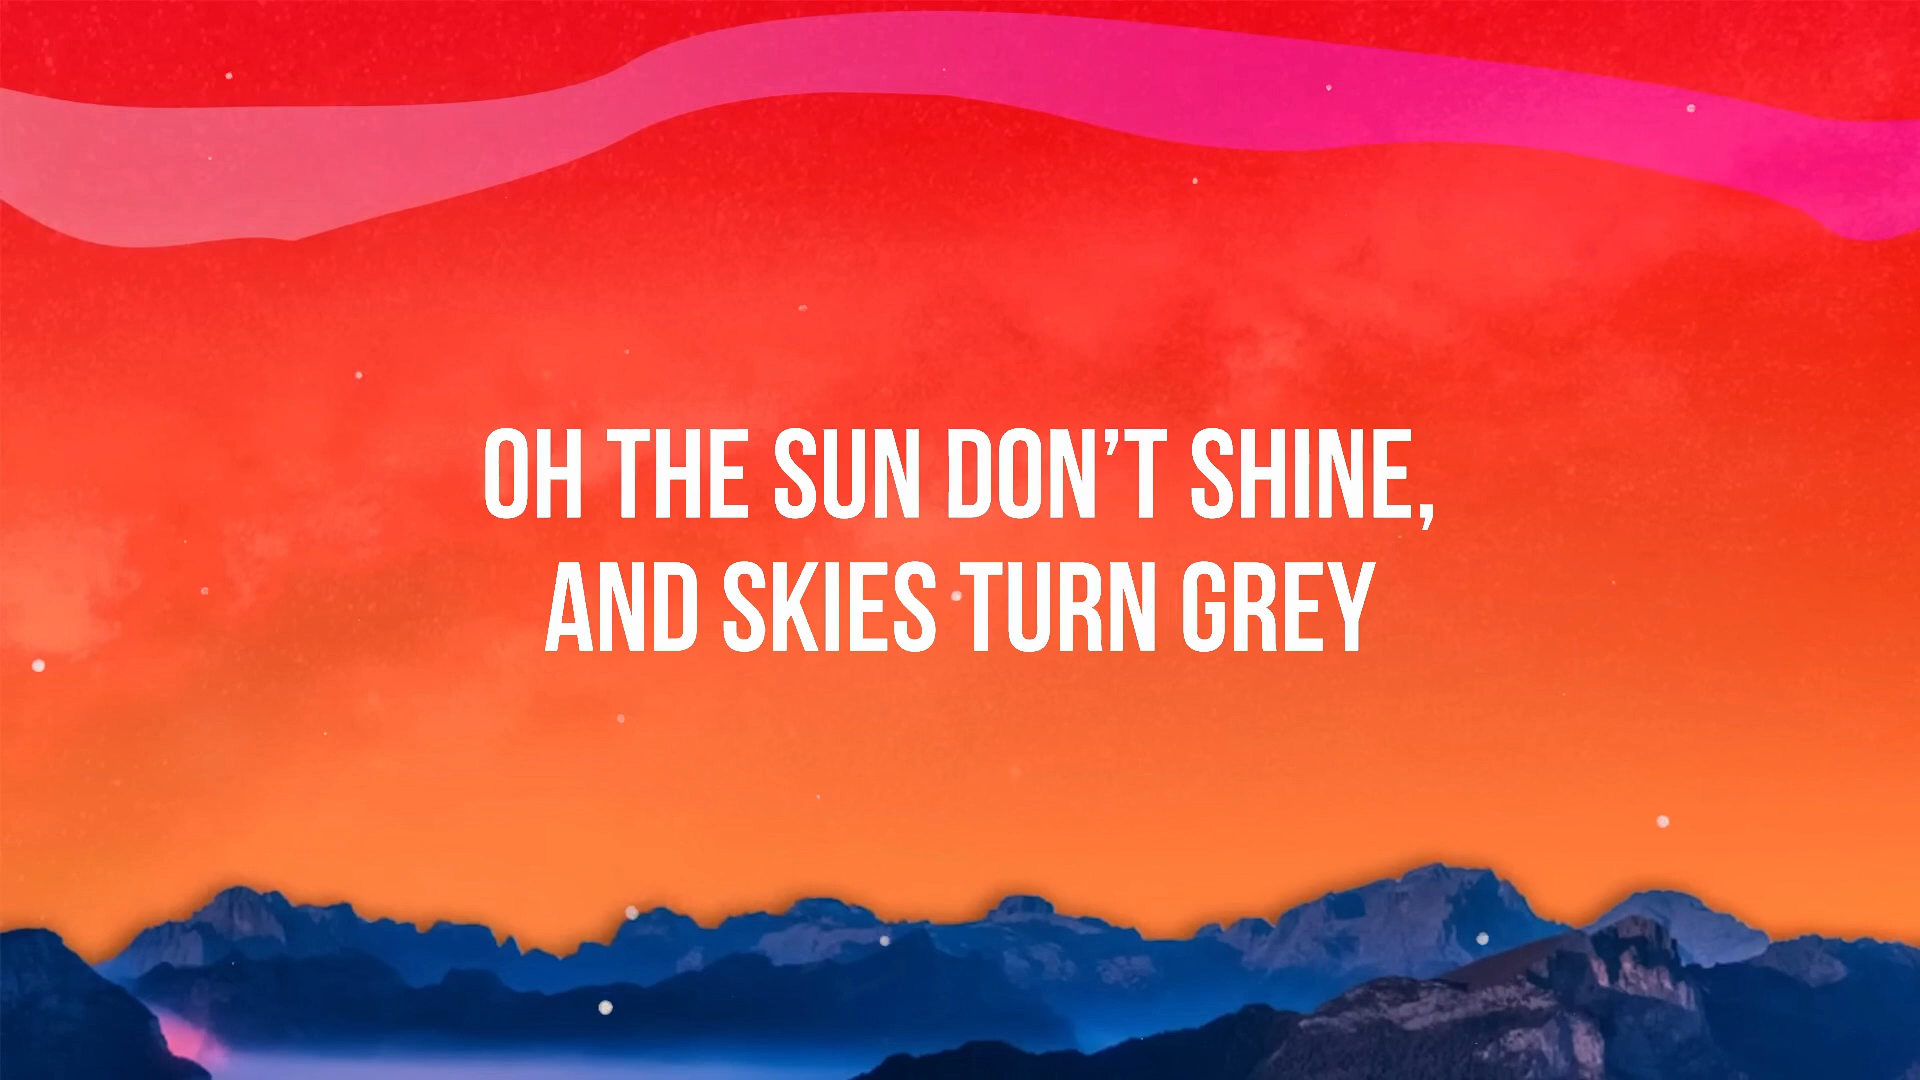 OH THE SUN DON’T SHINE,
AND SKIES TURN GREY